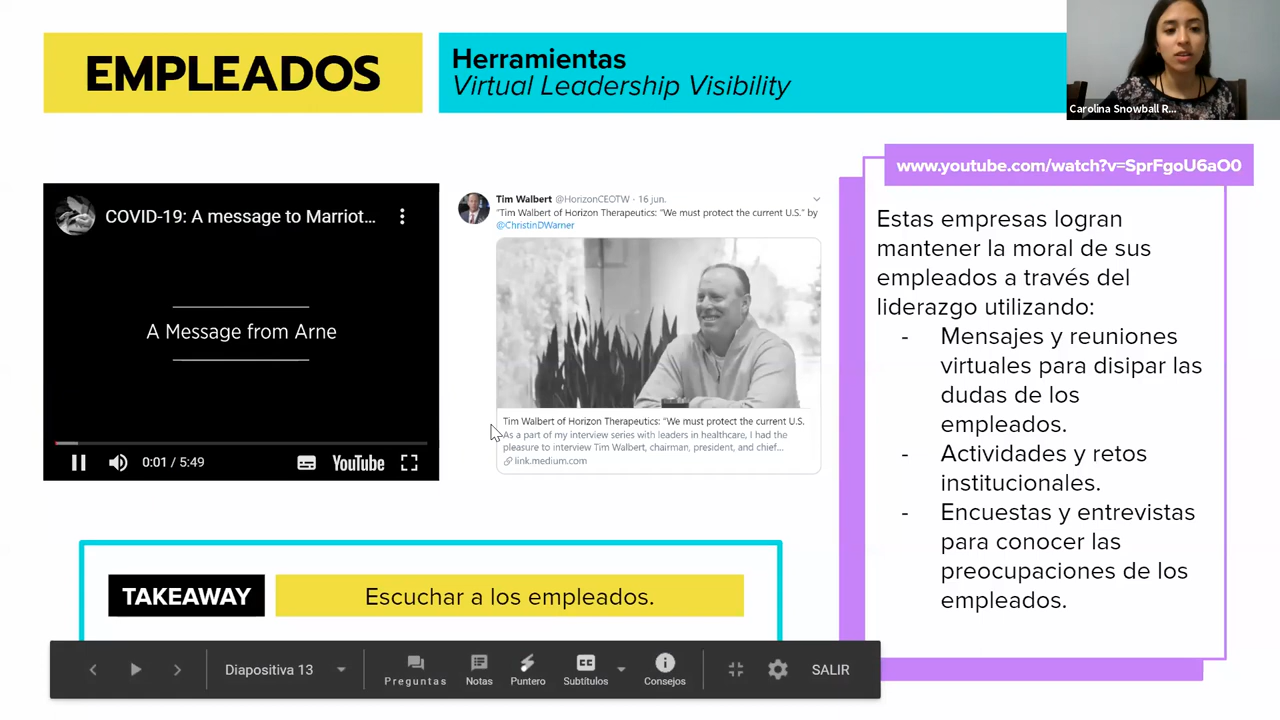 EMPLEADOS
Herramientas
Virtual Leadership Visibility
Carolina Snowball R...
www.youtube.com/watch?v=SprFgoU6aO0
COVID-19: A message to Marriot...
A Message from Arne
0:01 / 5:49
YouTube
Tim Walbert @HorizonCEOTW · 16 jun.
"Tim Walbert of Horizon Therapeutics: "We must protect the current U.S." by
@ChristinDWarner
Tim Walbert of Horizon Therapeutics: "We must protect the current U.S.
As a part of my interview series with leaders in healthcare, I had the
pleasure to interview Tim Walbert, chairman, president, and chief...
link.medium.com
Estas empresas logran
mantener la moral de sus
empleados a través del
liderazgo utilizando:
- Mensajes y reuniones
virtuales para disipar las
dudas de los
empleados.
- Actividades y retos
institucionales.
- Encuestas y entrevistas
para conocer las
preocupaciones de los
empleados.
TAKEAWAY
Escuchar a los empleados.
Diapositiva 13
Preguntas
Notas
Puntero
CC
Subtítulos
Consejos
SALIR